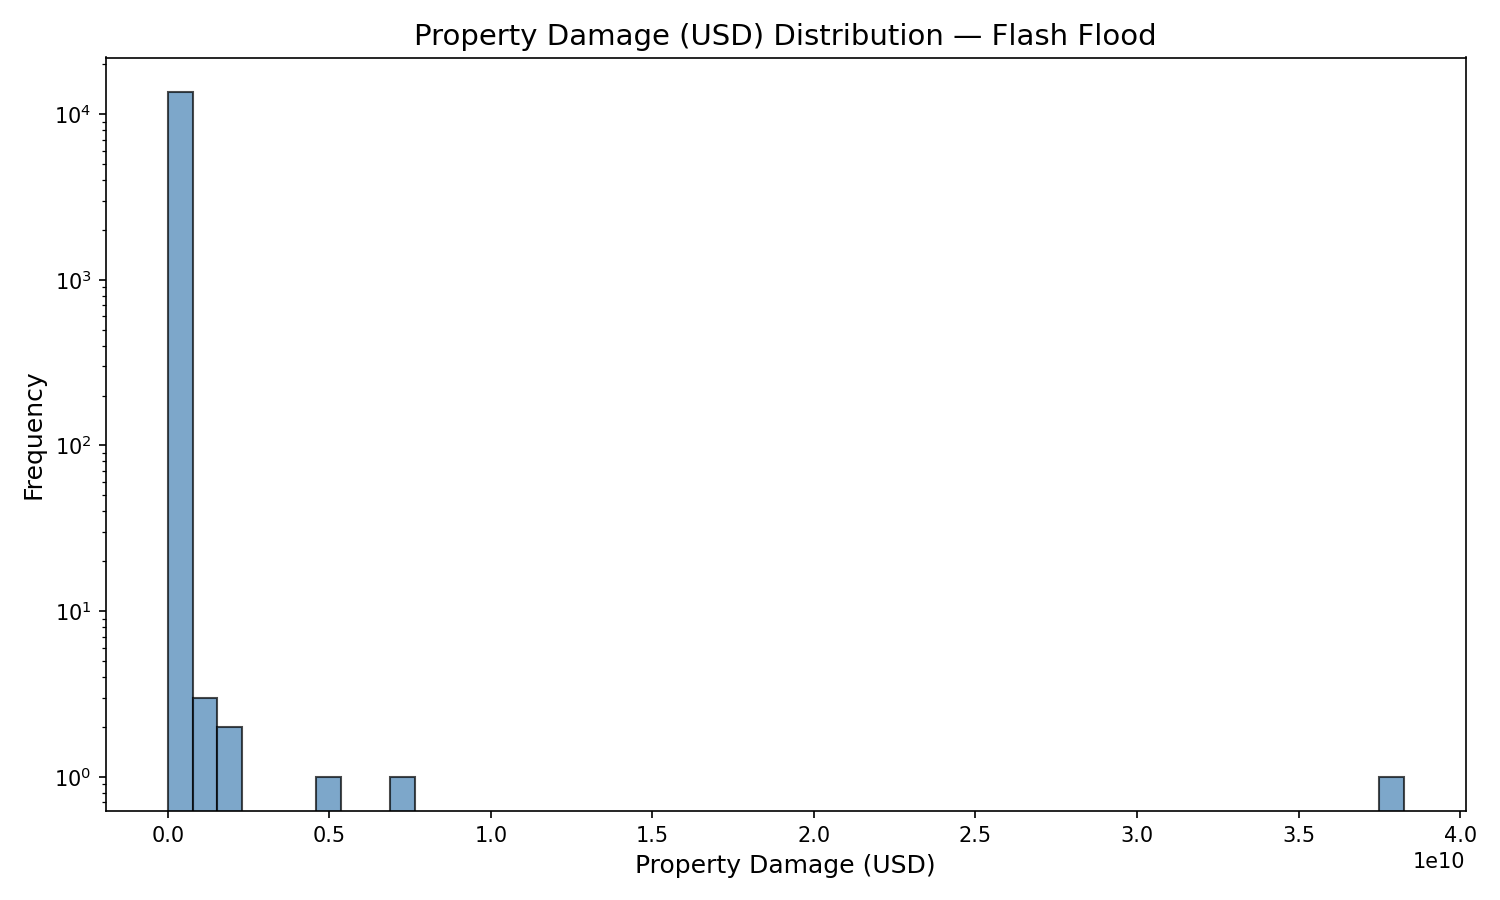 Property Damage (USD) Distribution — Flash Flood
Frequency
10⁴
10³
10²
10¹
10⁰
0.0 0.5 1.0 1.5 2.0 2.5 3.0 3.5 4.0
1e10
Property Damage (USD)